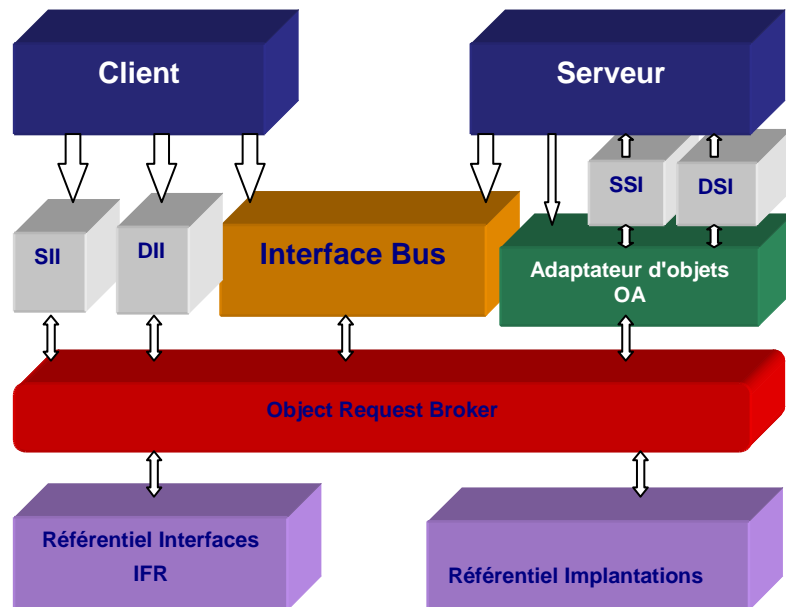 Client
Serveur
SSI
DSI
SII
DII
Interface Bus
Adaptateur d'objets
OA
Object Request Broker
Référentiel Interfaces
IFR
Référentiel Implantations